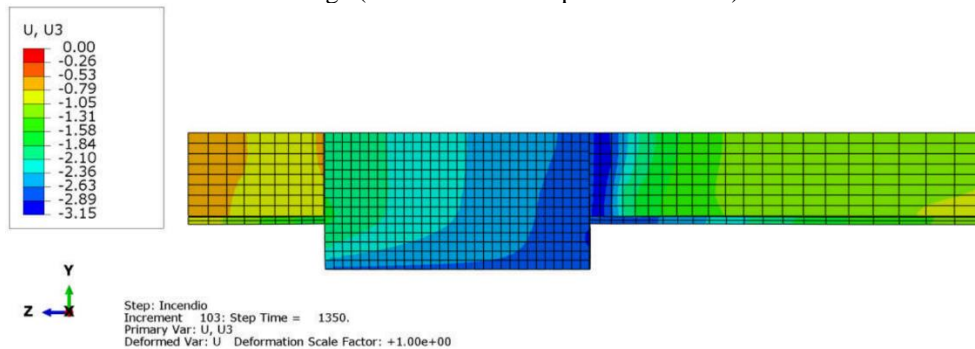 U, U3
0.00
-0.26
-0.53
-0.79
-1.05
-1.31
-1.58
-1.84
-2.10
-2.36
-2.63
-2.89
-3.15
Y
Z
X
Step: Incendio
Increment 103: Step Time = 1350.
Primary Var: U, U3
Deformed Var: U Deformation Scale Factor: +1.00e+00